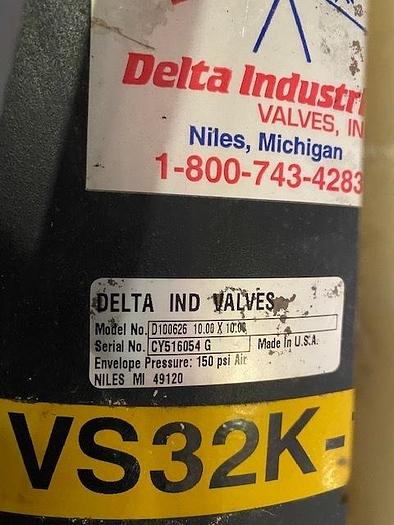 Delta Industri
VALVES, IN
Niles, Michigan
1-800-743-4283
DELTA IND VALVES
Model No. D100626 10.00 X 10.00
Serial No. CY516054 G Made In U.S.A.
Envelope Pressure: 150 psi Air
NILES MI 49120
VS32K-